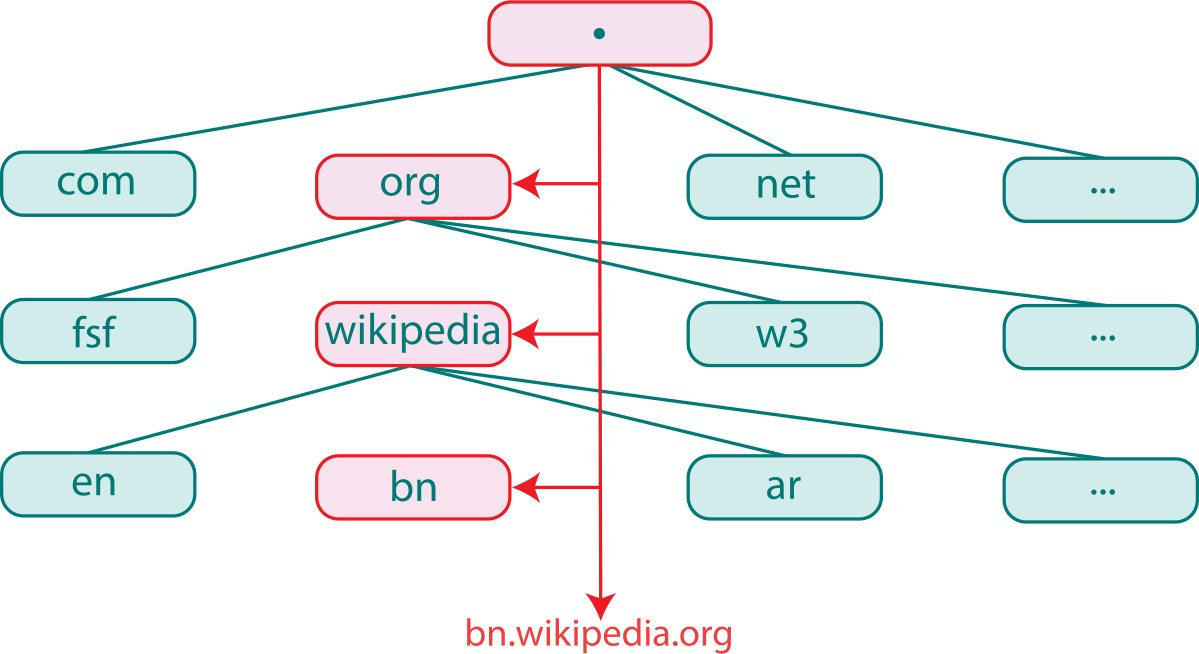 .
com
org
net
...
fsf
wikipedia
w3
...
en
bn
ar
...
bn.wikipedia.org